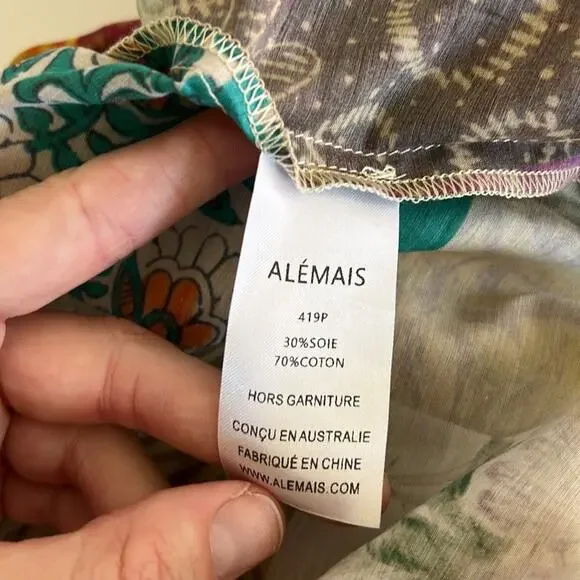 ALÉMAIS
419P
30%SOIE
70%COTON
HORS GARNITURE
CONÇU EN AUSTRALIE
FABRIQUÉ EN CHINE
WWW.ALEMAIS.COM